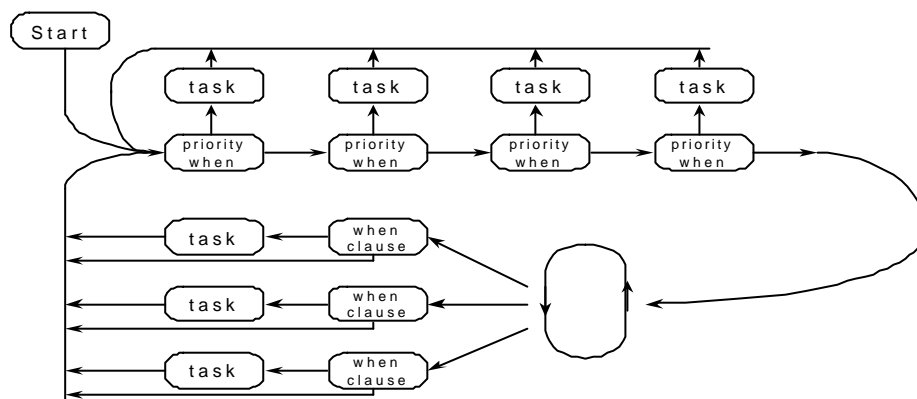 Start
task task task task
priority when priority when priority when priority when
task when clause
task when clause
task when clause